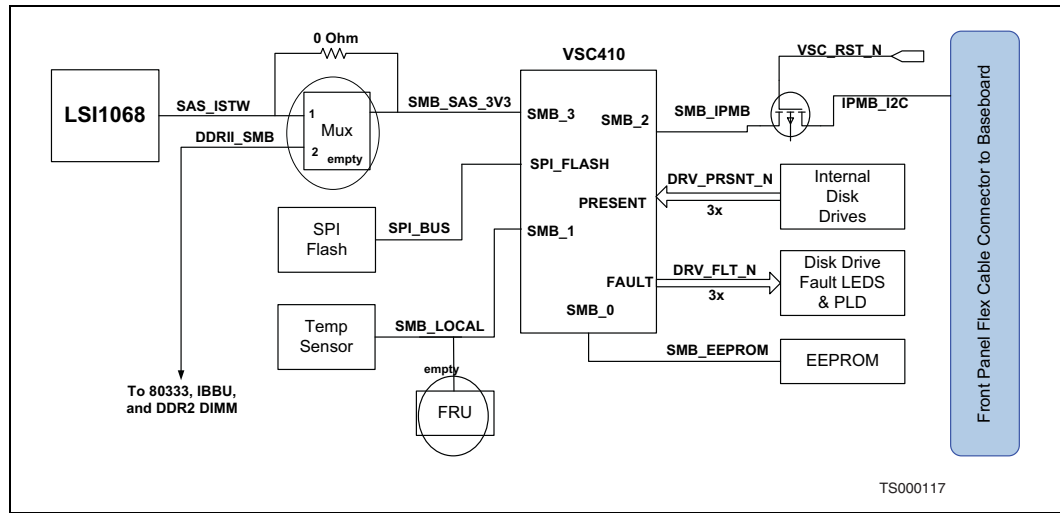 0 Ohm
VSC410
VSC_RST_N
LSI1068
SAS_ISTW
1
Mux
2
empty
SMB_SAS_3V3
SMB_3
SMB_2
SMB_IPMB
IPMB_I2C
DDRII_SMB
SPI_FLASH
DRV_PRSNT_N
3x
PRESENT
Internal
Disk
Drives
SPI
Flash
SPI_BUS
SMB_1
FAULT
DRV_FLT_N
3x
Disk Drive
Fault LEDS
& PLD
Temp
Sensor
SMB_LOCAL
SMB_0
SMB_EEPROM
EEPROM
empty
FRU
To 80333, IBBU,
and DDR2 DIMM
Front Panel Flex Cable Connector to Baseboard
TS000117